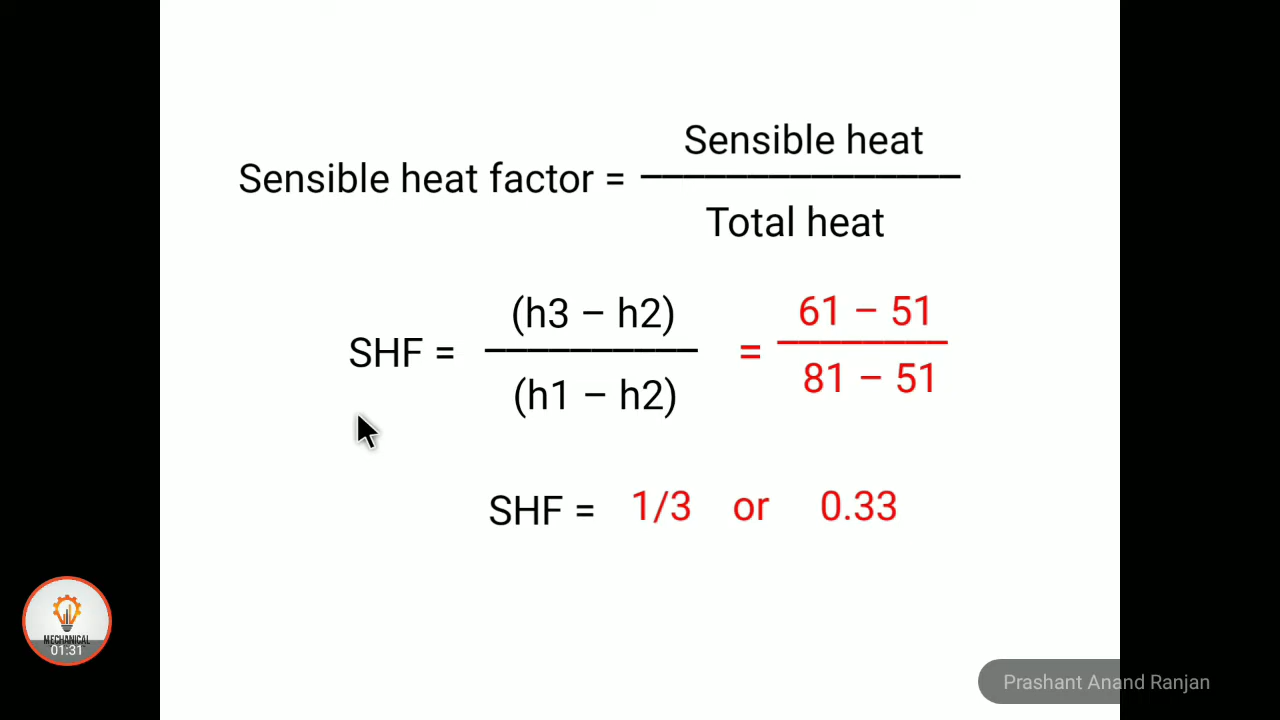 Sensible heat
Sensible heat factor =
Total heat
(h3 – h2)
61 – 51
SHF =
=
(h1 – h2)
81 – 51
SHF = 1/3 or 0.33
MECHANICAL
01:31
Prashant Anand Ranjan